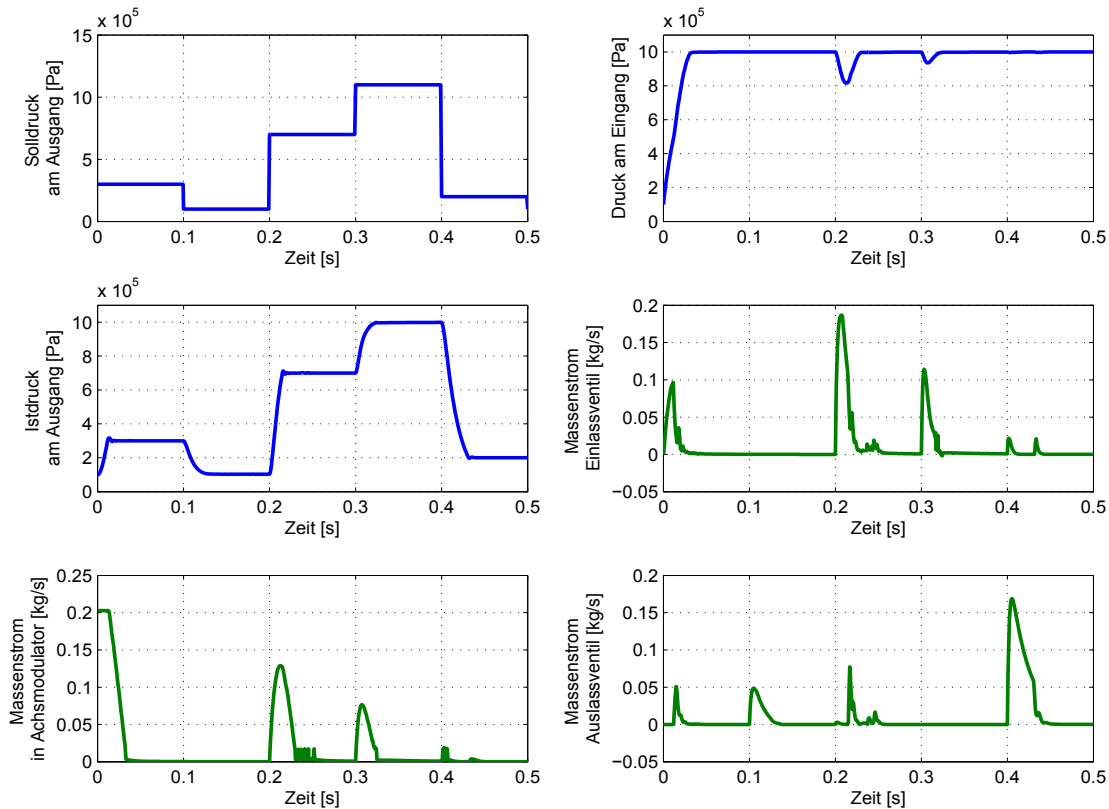 x 10⁵
15
10
5
0
0 0.1 0.2 0.3 0.4 0.5
Zeit [s]
Solldruck
am Ausgang [Pa]
x 10⁵
10
8
6
4
2
0
0 0.1 0.2 0.3 0.4 0.5
Zeit [s]
Druck am Eingang [Pa]
x 10⁵
10
8
6
4
2
0
0 0.1 0.2 0.3 0.4 0.5
Zeit [s]
Istdruck
am Ausgang [Pa]
0.2
0.15
0.1
0.05
0
−0.05
0 0.1 0.2 0.3 0.4 0.5
Zeit [s]
Massenstrom
Einlassventil [kg/s]
0.25
0.2
0.15
0.1
0.05
0
0 0.1 0.2 0.3 0.4 0.5
Zeit [s]
Massenstrom
in Achsmodulator [kg/s]
0.2
0.15
0.1
0.05
0
−0.05
0 0.1 0.2 0.3 0.4 0.5
Zeit [s]
Massenstrom
Auslassventil [kg/s]